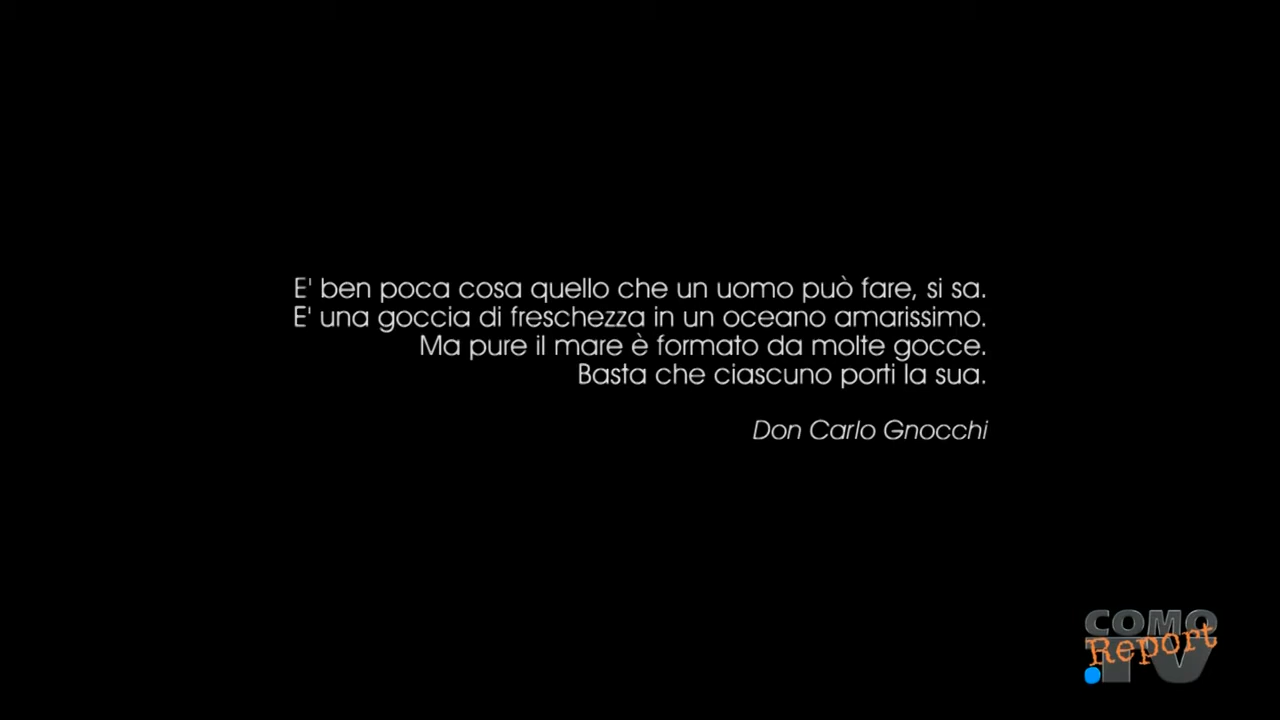 E' ben poca cosa quello che un uomo può fare, si sa.
E' una goccia di freschezza in un oceano amarissimo.
Ma pure il mare è formato da molte gocce.
Basta che ciascuno porti la sua.
Don Carlo Gnocchi
COMO
Report
.TV